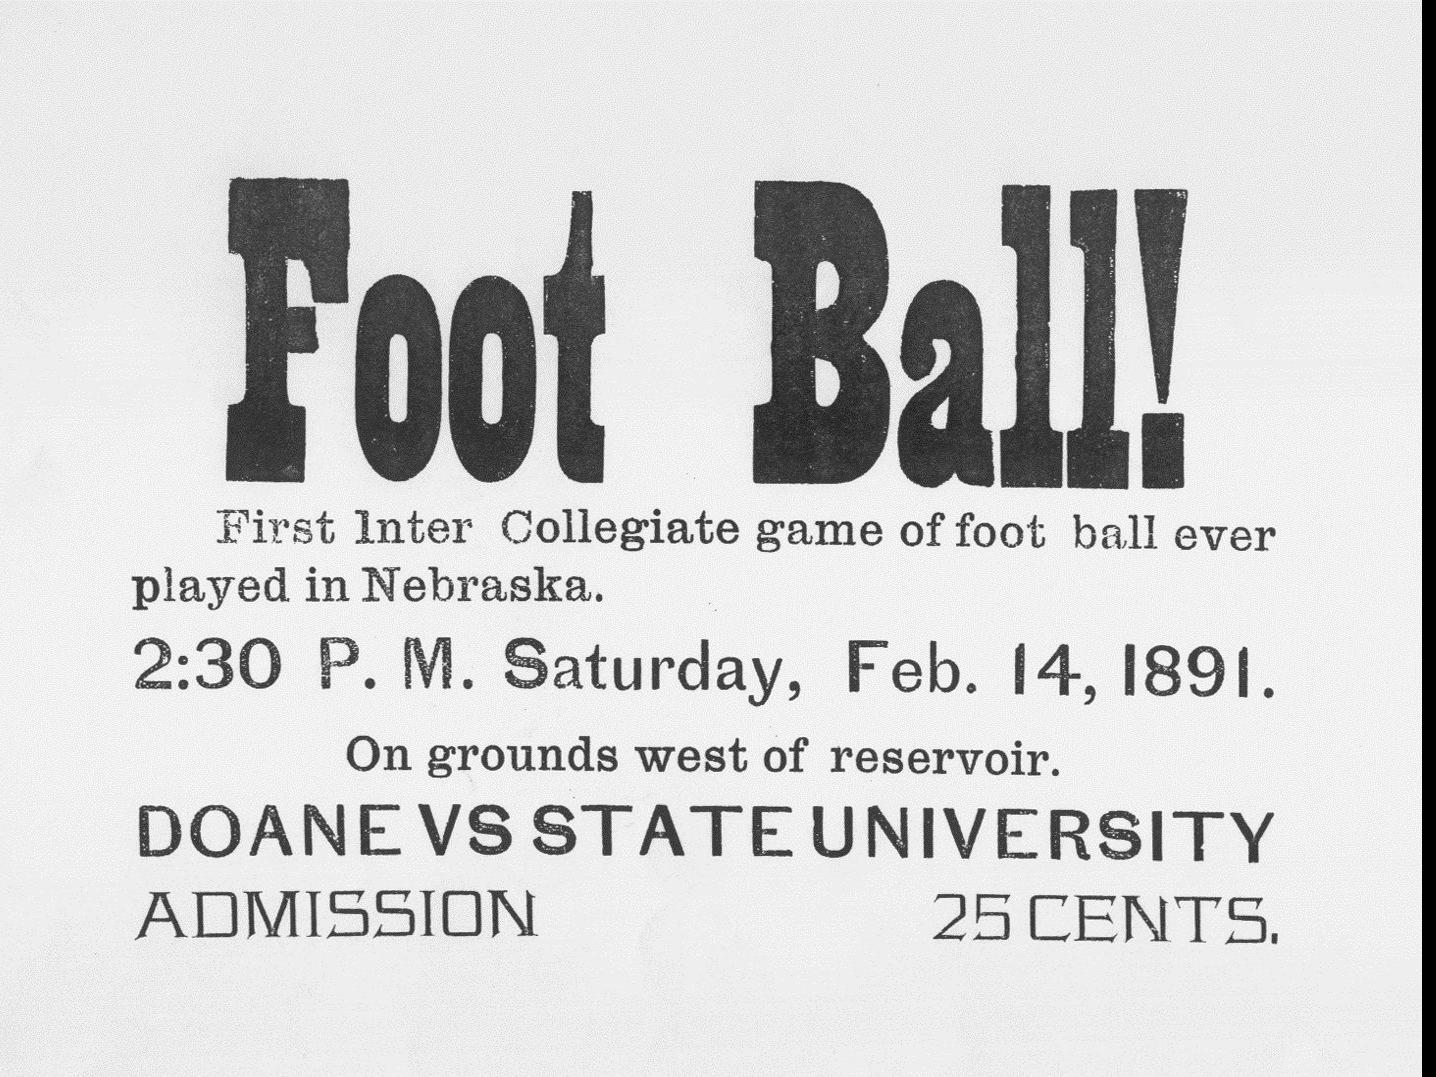 Foot Ball!
First Inter Collegiate game of foot ball ever
played in Nebraska.
2:30 P. M. Saturday, Feb. 14, 1891.
On grounds west of reservoir.
DOANE VS STATE UNIVERSITY
ADMISSION 25 CENTS.